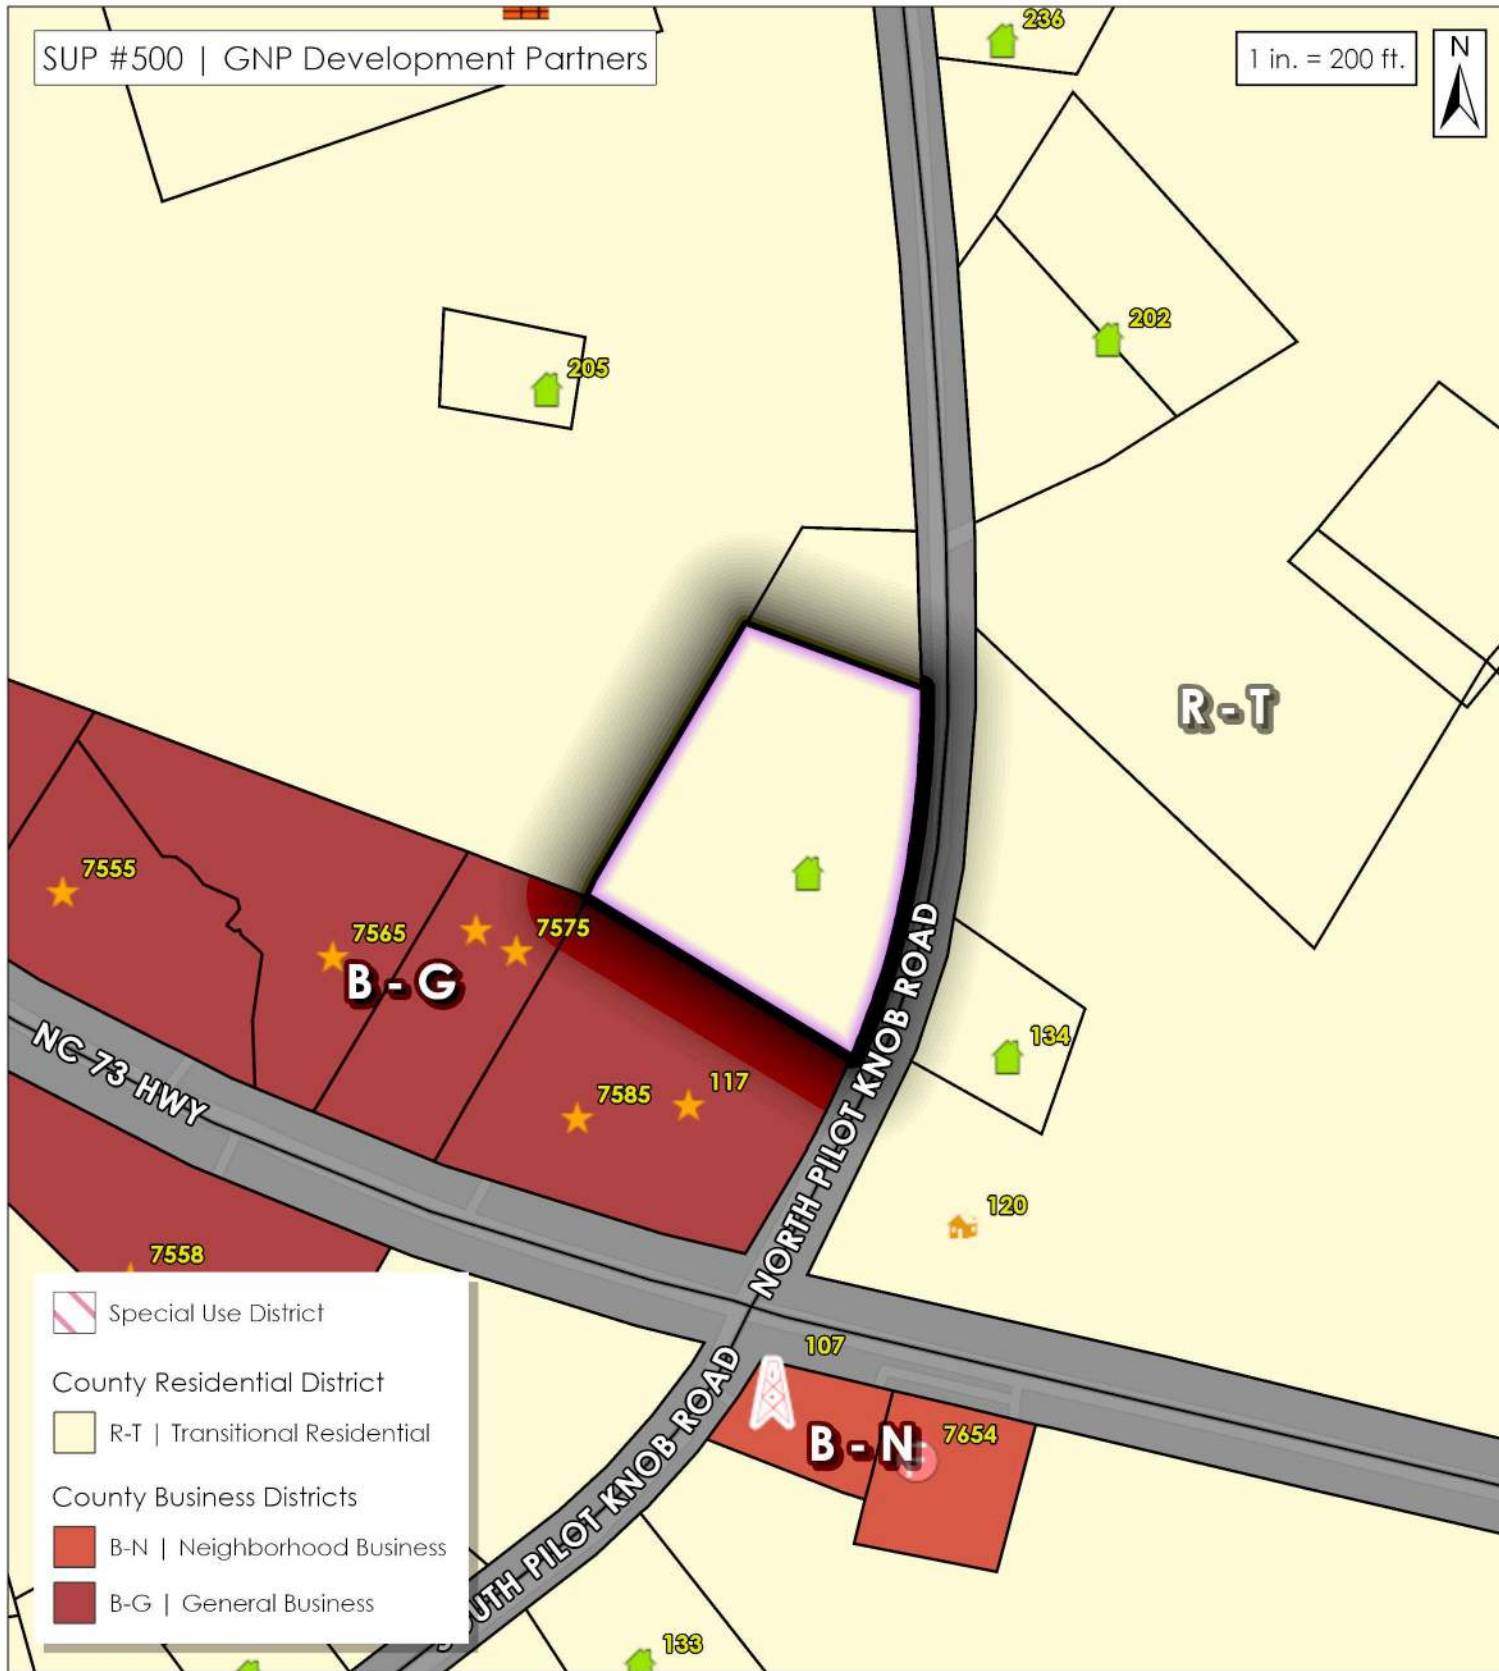 236
SUP #500 | GNP Development Partners
1 in. = 200 ft.
N
202
205
R - T
7555
7565
7575
B - G
NORTH PILOT KNOB ROAD
NC 73 HWY
134
7585
117
120
7558
107
SOUTH PILOT KNOB ROAD
B - N
7654
133
Special Use District
County Residential District
R-T | Transitional Residential
County Business Districts
B-N | Neighborhood Business
B-G | General Business